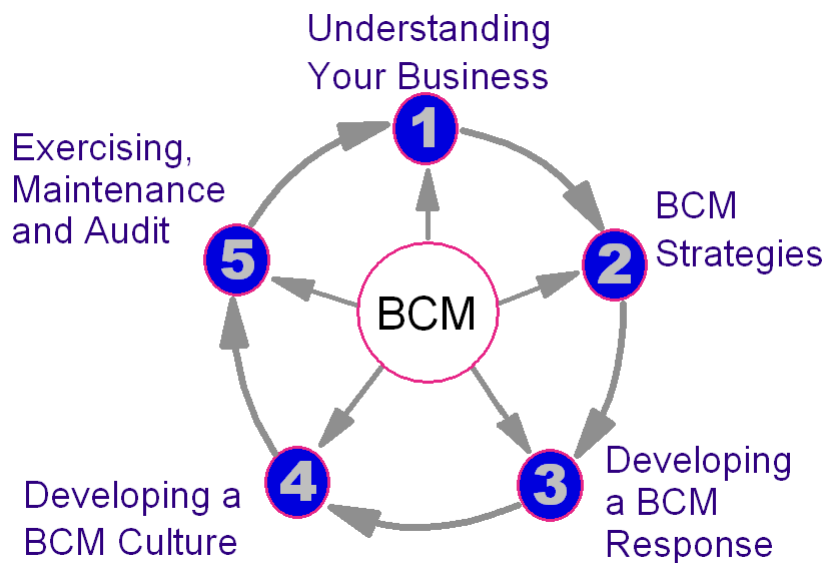 Understanding
Your Business
1
Exercising,
Maintenance
and Audit
5
BCM
Strategies
2
BCM
4
Developing a
BCM Culture
3
Developing
a BCM
Response